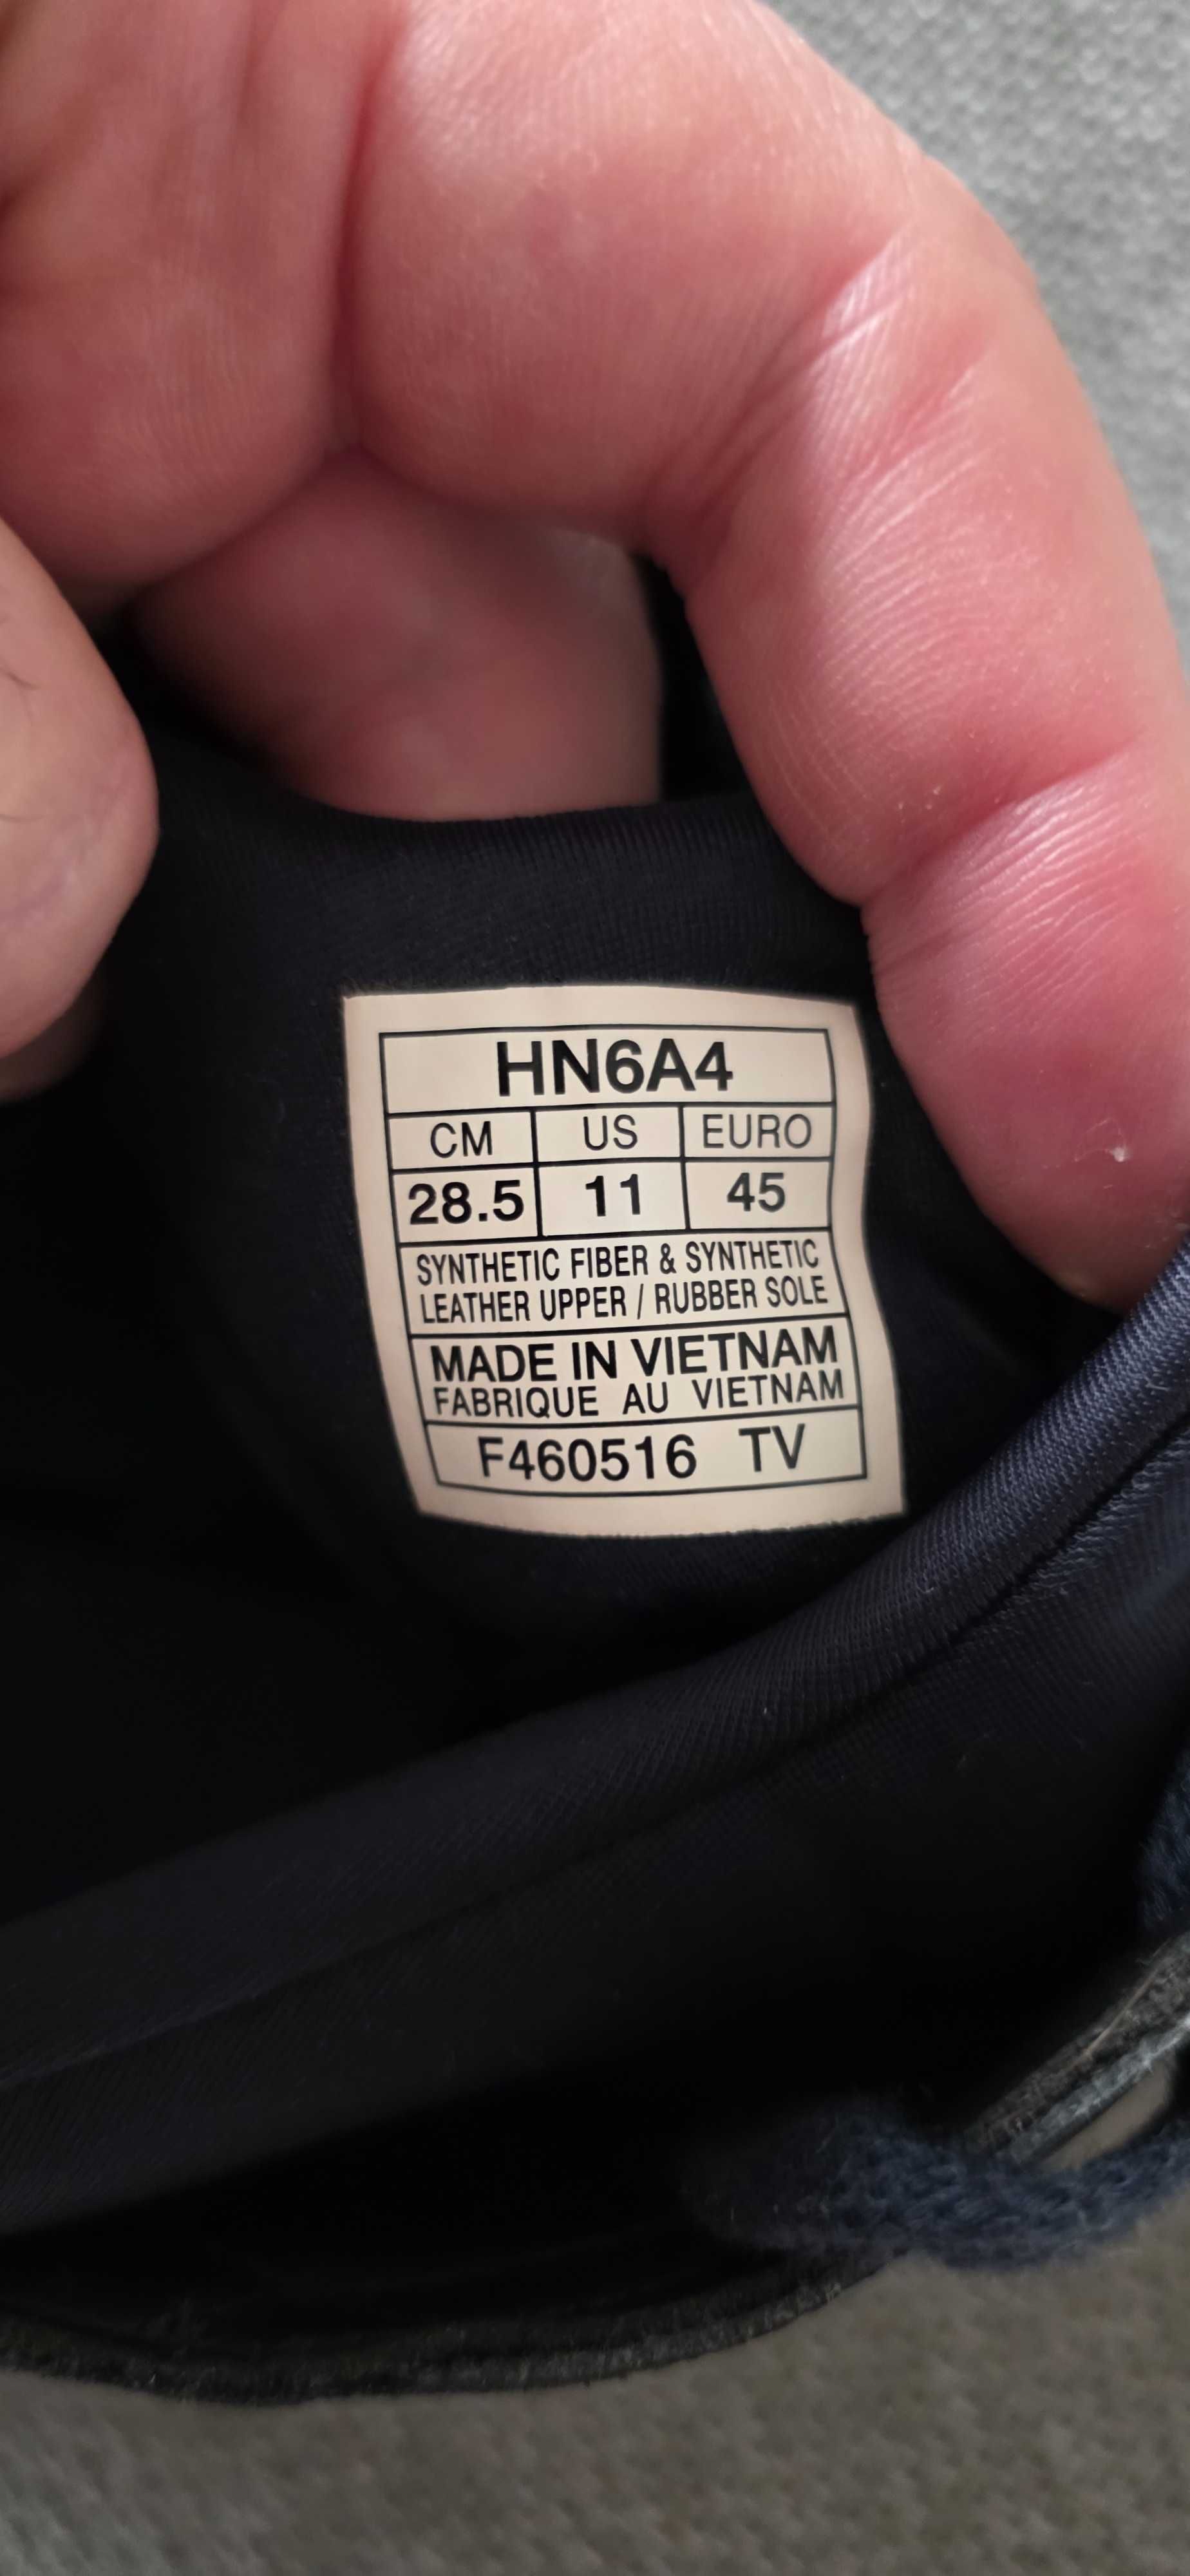 HN6A4
CM US EURO
28.5 11 45
SYNTHETIC FIBER & SYNTHETIC
LEATHER UPPER / RUBBER SOLE
MADE IN VIETNAM
FABRIQUE AU VIETNAM
F460516 TV